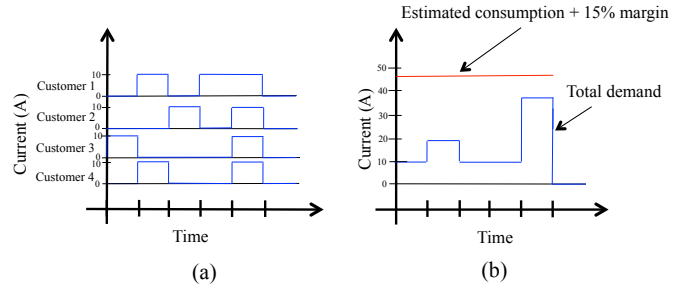 Estimated consumption + 15% margin
Current (A)
Customer 1
10
0
Customer 2
10
0
Customer 3
10
0
Customer 4
10
0
Time
(a)
Current (A)
50
40
30
20
10
0
Total demand
Time
(b)